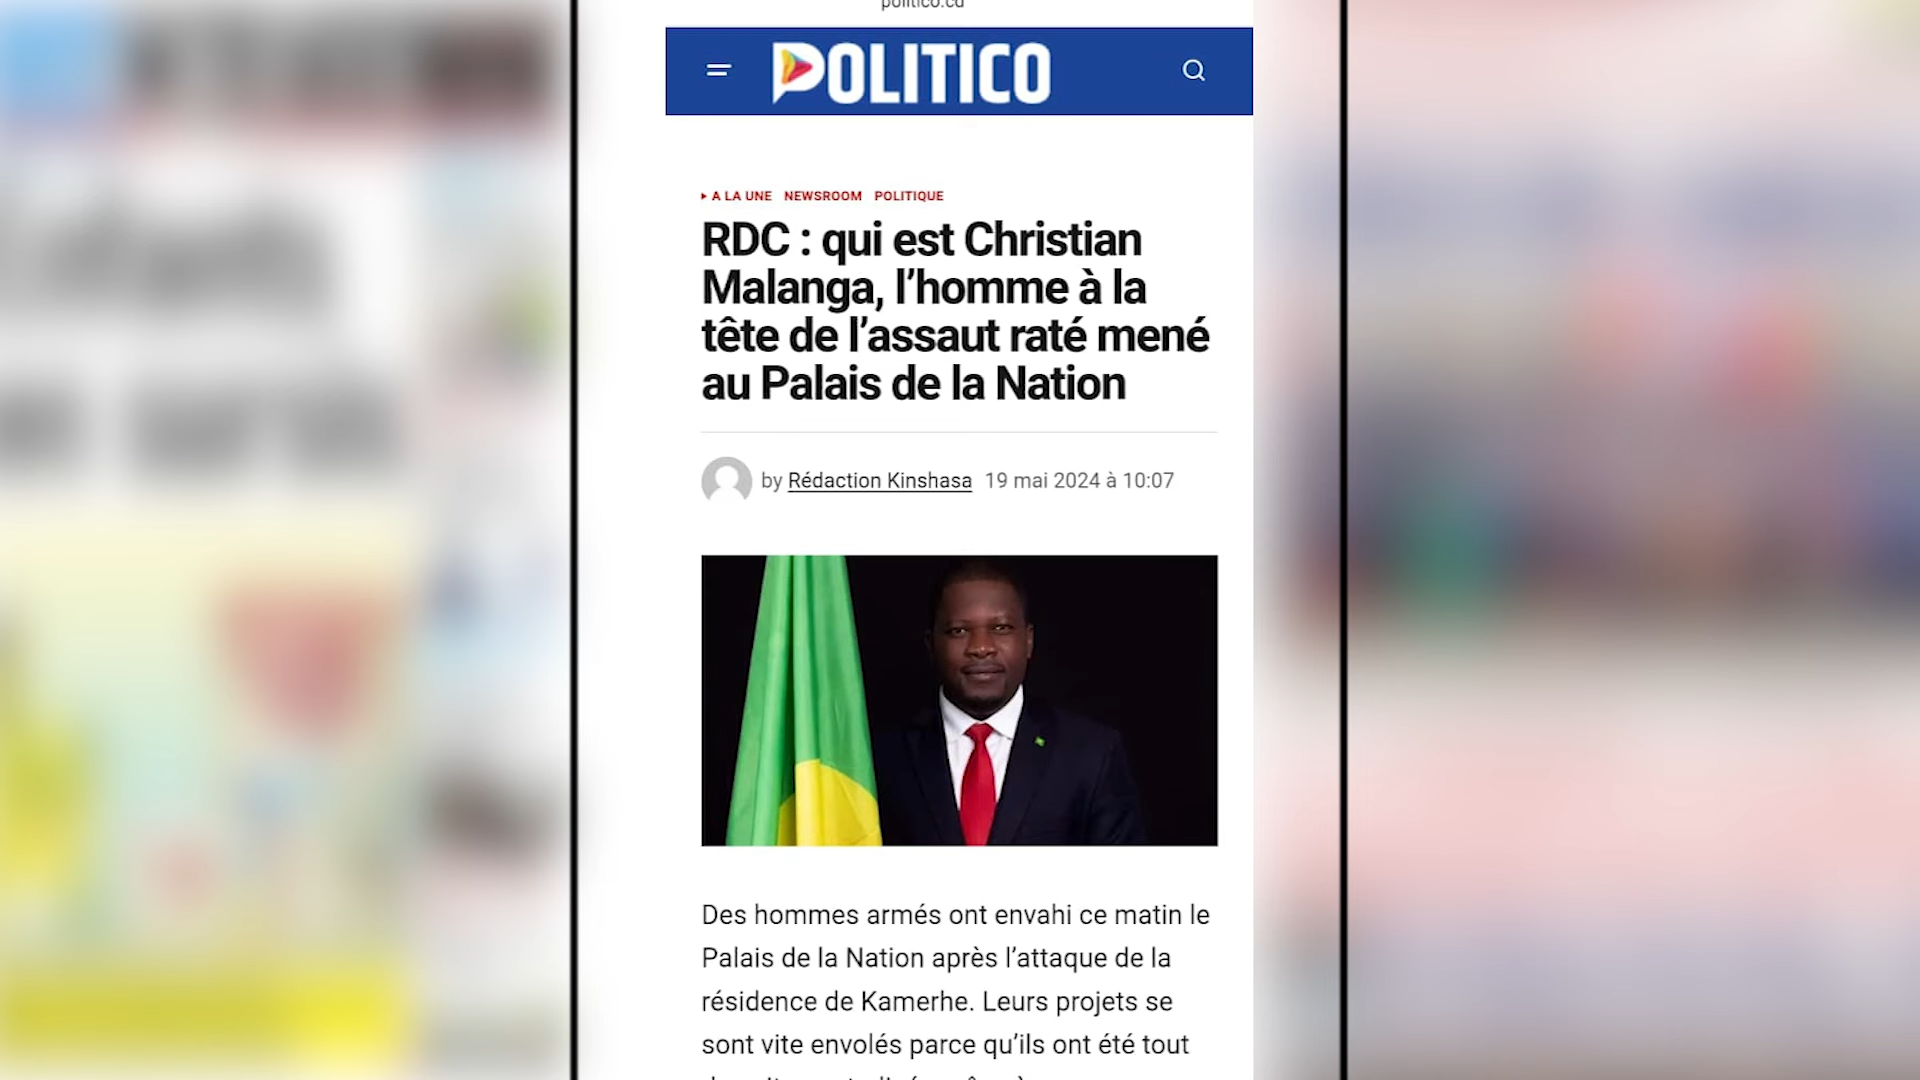 politico.cd
POLITICO
A LA UNE NEWSROOM POLITIQUE
RDC : qui est Christian
Malanga, l’homme à la
tête de l’assaut raté mené
au Palais de la Nation
by Rédaction Kinshasa 19 mai 2024 à 10:07
Des hommes armés ont envahi ce matin le
Palais de la Nation après l’attaque de la
résidence de Kamerhe. Leurs projets se
sont vite envolés parce qu’ils ont été tout